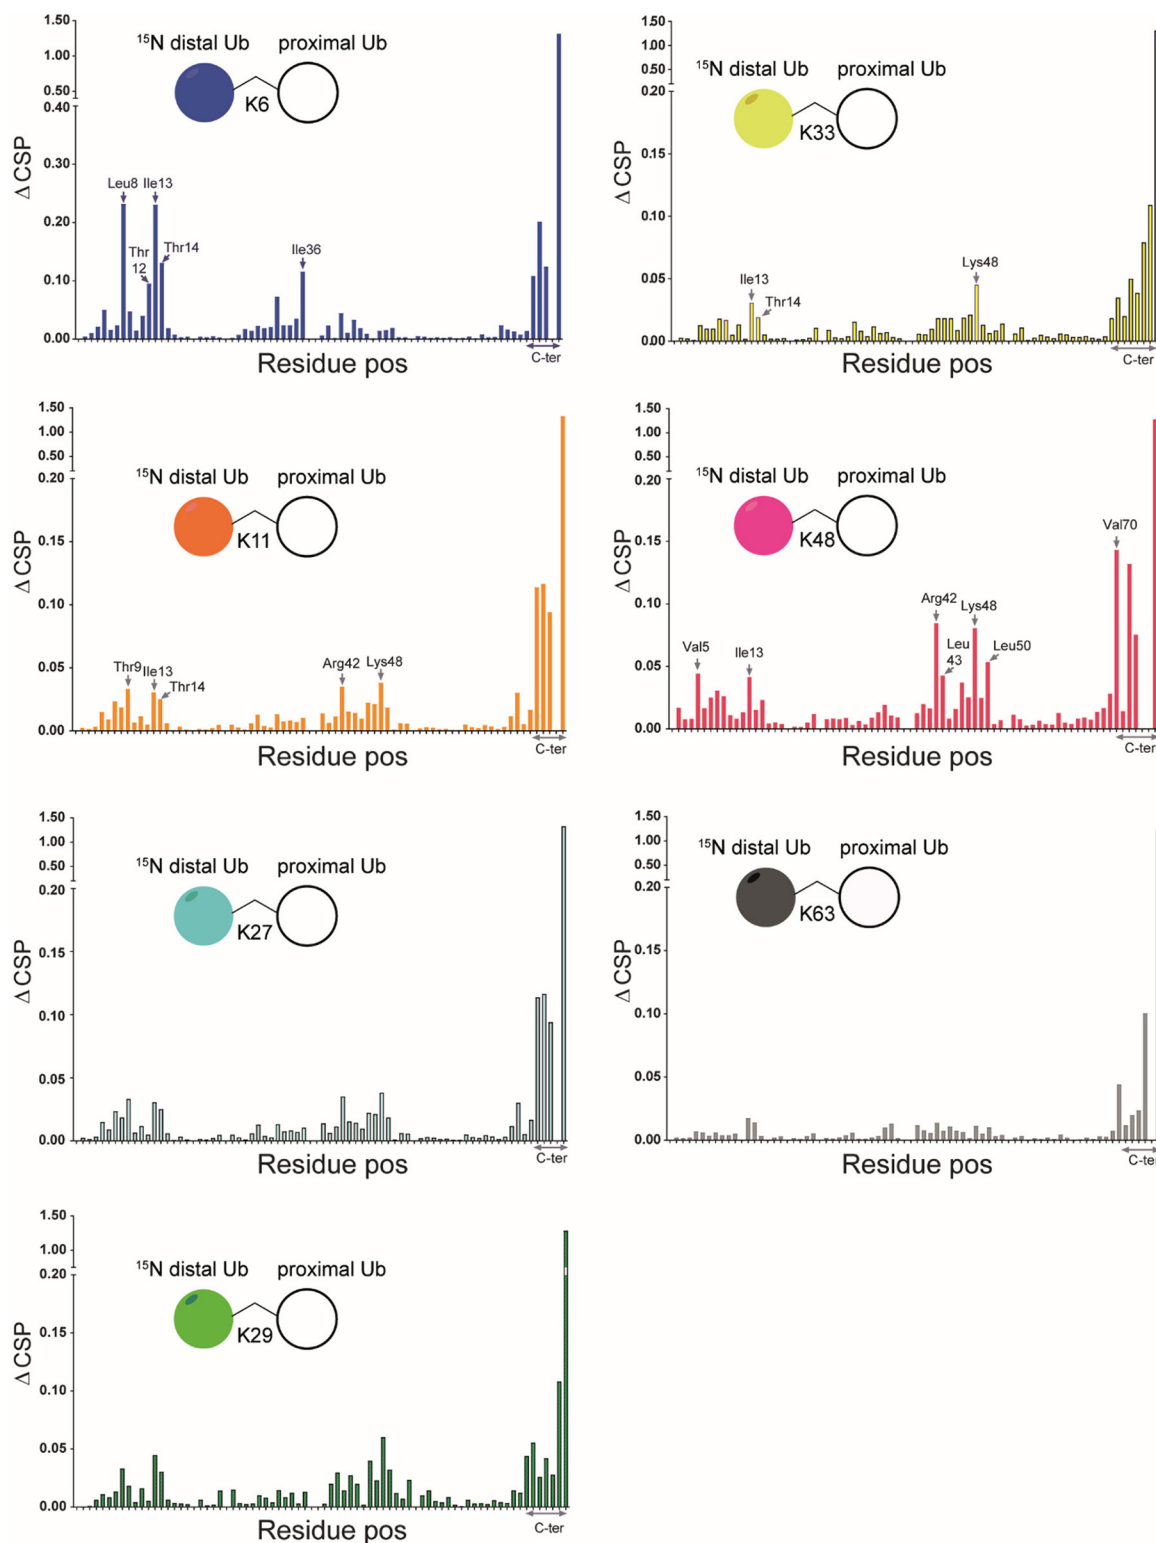 1.50
1.00
0.50
0.40
0.30
0.20
0.10
0.00
Δ CSP
¹⁵N distal Ub
proximal Ub
K6
Leu8
Ile13
Thr
12
Thr14
Ile36
Residue pos
C-ter
1.50
1.00
0.50
0.20
0.15
0.10
0.05
0.00
Δ CSP
¹⁵N distal Ub
proximal Ub
K33
Ile13
Thr14
Lys48
Residue pos
C-ter
1.50
1.00
0.50
0.20
0.15
0.10
0.05
0.00
Δ CSP
¹⁵N distal Ub
proximal Ub
K11
Thr9
Ile13
Thr14
Arg42
Lys48
Residue pos
C-ter
1.50
1.00
0.50
0.20
0.15
0.10
0.05
0.00
Δ CSP
¹⁵N distal Ub
proximal Ub
K48
Val5
Ile13
Arg42
Leu
43
Lys48
Leu50
Val70
Residue pos
C-ter
1.50
1.00
0.50
0.20
0.15
0.10
0.05
0.00
Δ CSP
¹⁵N distal Ub
proximal Ub
K27
Residue pos
C-ter
1.50
1.00
0.50
0.20
0.15
0.10
0.05
0.00
Δ CSP
¹⁵N distal Ub
proximal Ub
K63
Residue pos
C-ter
1.50
1.00
0.20
0.15
0.10
0.05
0.00
Δ CSP
¹⁵N distal Ub
proximal Ub
K29
Residue pos
C-ter